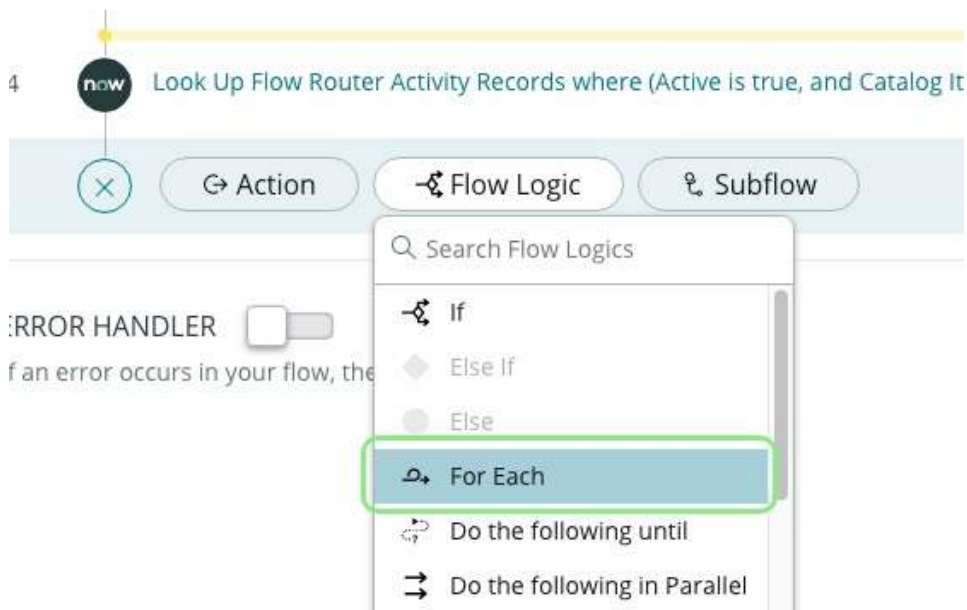 4
now
Look Up Flow Router Activity Records where (Active is true, and Catalog It
Action
Flow Logic
Subflow
Search Flow Logics
If
Else If
Else
For Each
Do the following until
Do the following in Parallel
RROR HANDLER
f an error occurs in your flow, the